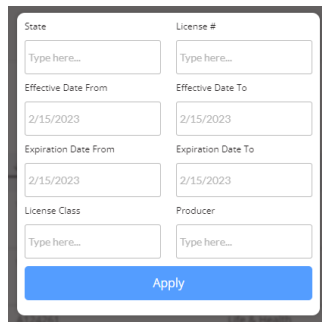 State License #
Type here... Type here...
Effective Date From Effective Date To
2/15/2023 2/15/2023
Expiration Date From Expiration Date To
2/15/2023 2/15/2023
License Class Producer
Type here... Type here...
Apply